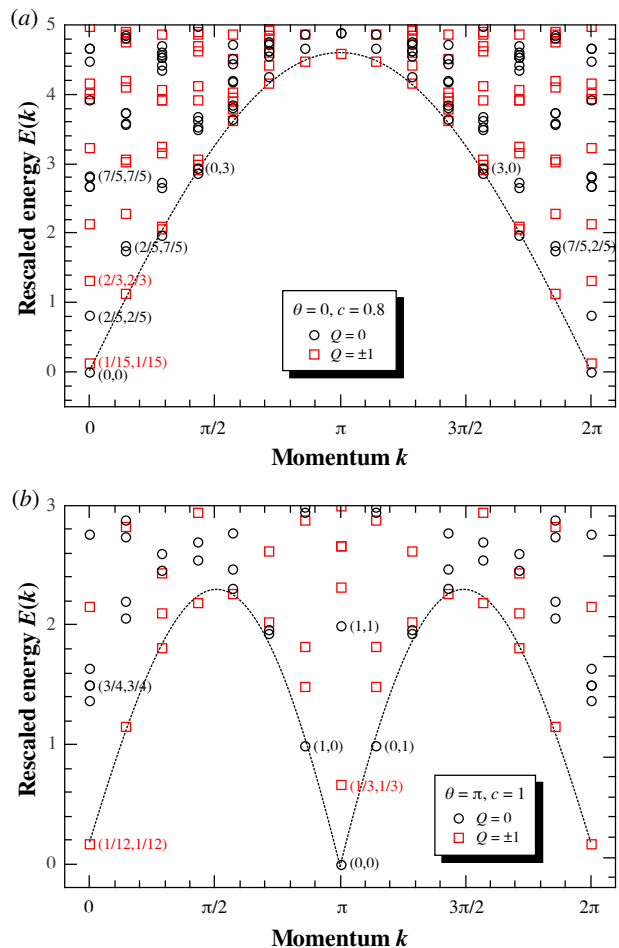 (a)
5
4
3
2
1
0
Rescaled energy E(k)
(7/5,7/5)
(0,3)
(3,0)
(2/5,7/5)
(7/5,2/5)
(2/3,2/3)
(2/5,2/5)
(1/15,1/15)
(0,0)
θ = 0, c = 0.8
Q = 0
Q = ±1
0
π/2
π
3π/2
2π
Momentum k
(b)
3
2
1
0
Rescaled energy E(k)
(1,1)
(3/4,3/4)
(1,0)
(0,1)
(1/3,1/3)
(1/12,1/12)
(0,0)
θ = π, c = 1
Q = 0
Q = ±1
0
π/2
π
3π/2
2π
Momentum k